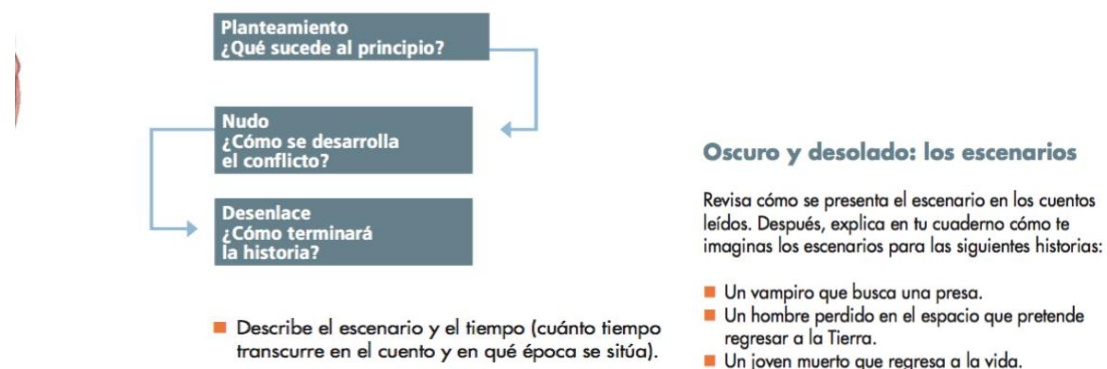 Planteamiento
¿Qué sucede al principio?
Nudo
¿Cómo se desarrolla
el conflicto?
Desenlace
¿Cómo terminará
la historia?
■ Describe el escenario y el tiempo (cuánto tiempo
transcurre en el cuento y en qué época se sitúa).
Oscuro y desolado: los escenarios
Revisa cómo se presenta el escenario en los cuentos
leídos. Después, explica en tu cuaderno cómo te
imaginas los escenarios para las siguientes historias:
■ Un vampiro que busca una presa.
■ Un hombre perdido en el espacio que pretende
regresar a la Tierra.
■ Un joven muerto que regresa a la vida.